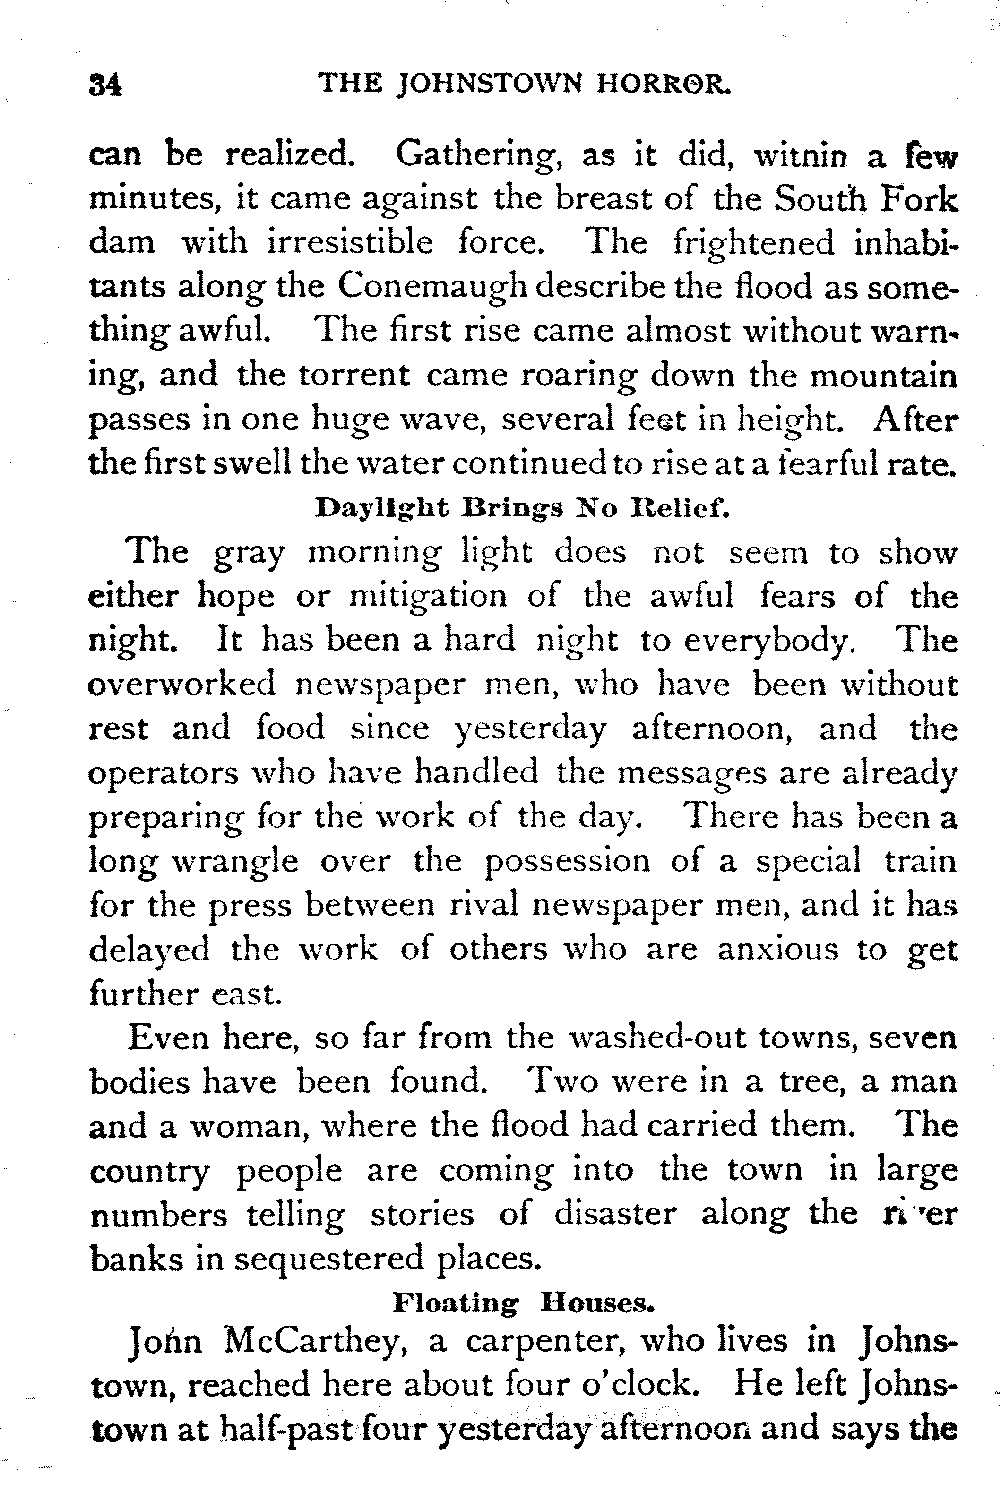 34 THE JOHNSTOWN HORROR.
can be realized. Gathering, as it did, within a few
minutes, it came against the breast of the South Fork
dam with irresistible force. The frightened inhabi-
tants along the Conemaugh describe the flood as some-
thing awful. The first rise came almost without warn-
ing, and the torrent came roaring down the mountain
passes in one huge wave, several feet in height. After
the first swell the water continued to rise at a fearful rate.
Daylight Brings No Relief.
The gray morning light does not seem to show
either hope or mitigation of the awful fears of the
night. It has been a hard night to everybody. The
overworked newspaper men, who have been without
rest and food since yesterday afternoon, and the
operators who have handled the messages are already
preparing for the work of the day. There has been a
long wrangle over the possession of a special train
for the press between rival newspaper men, and it has
delayed the work of others who are anxious to get
further east.
Even here, so far from the washed-out towns, seven
bodies have been found. Two were in a tree, a man
and a woman, where the flood had carried them. The
country people are coming into the town in large
numbers telling stories of disaster along the river
banks in sequestered places.
Floating Houses.
John McCarthey, a carpenter, who lives in Johns-
town, reached here about four o'clock. He left Johns-
town at half-past four yesterday afternoon and says the